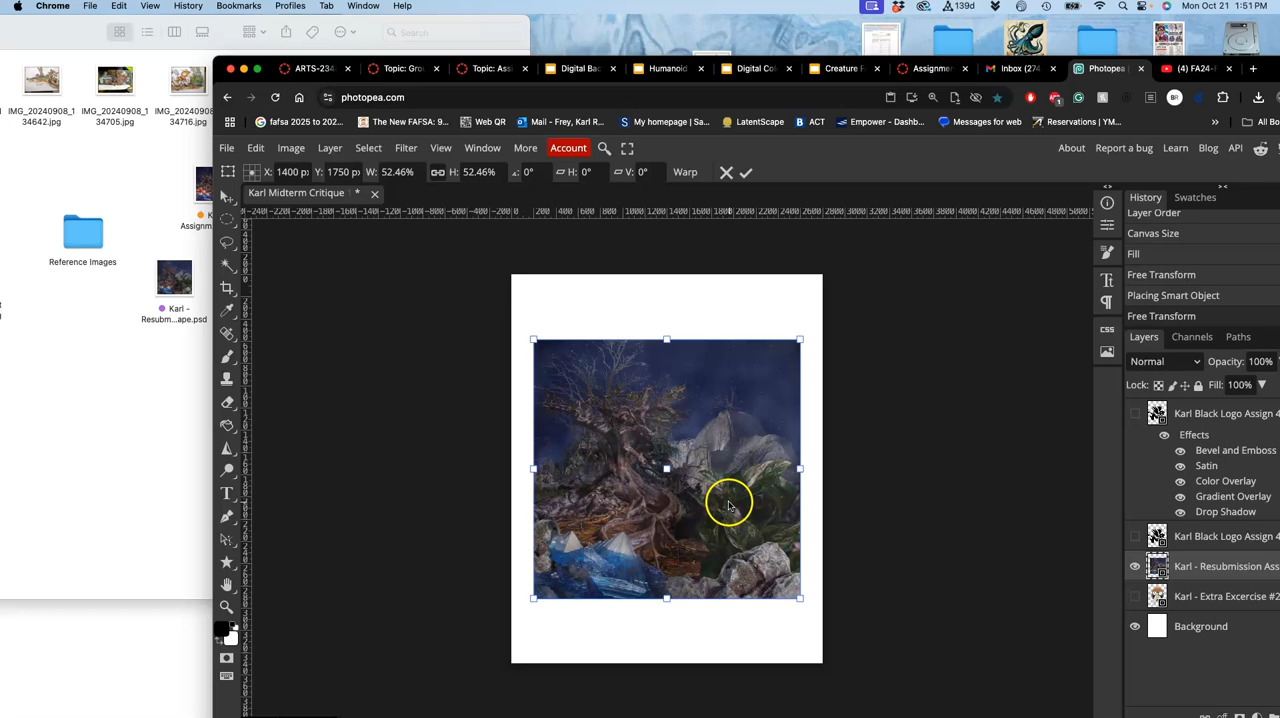 Chrome File Edit View History Bookmarks Profiles Tab Window Help
139d
Mon Oct 21 1:51 PM
Search
IMG_20240908_1
34642.jpg
IMG_20240908_1
34705.jpg
IMG_20240908_1
34716.jpg
Assignm...
Reference Images
Karl -
Resubm...ape.psd
ARTS-234
Topic: Gro
Topic: Ass
Digital Bac
Humanoid
Digital Col
Creature F
Assignme
Inbox (274
Photopea
(4) FA24-F
photopea.com
fafsa 2025 to 202...
The New FAFSA: 9...
Web QR
Mail - Frey, Karl R...
My homepage | Sa...
LatentScape
ACT
Empower - Dashb...
Messages for web
Reservations | YM...
All Bo
File Edit Image Layer Select Filter View Window More Account
About Report a bug Learn Blog API
X: 1400 p Y: 1750 p W: 52.46% H: 52.46% 0° H: 0° V: 0° Warp
Karl Midterm Critique *
History Swatches
Layer Order
Canvas Size
Fill
Free Transform
Placing Smart Object
Free Transform
Layers Channels Paths
Normal Opacity: 100%
Lock: Fill: 100%
Karl Black Logo Assign 4
Effects
Bevel and Emboss
Satin
Color Overlay
Gradient Overlay
Drop Shadow
Karl Black Logo Assign 4
Karl - Resubmission Ass
Karl - Extra Excercise #2
Background
CSS